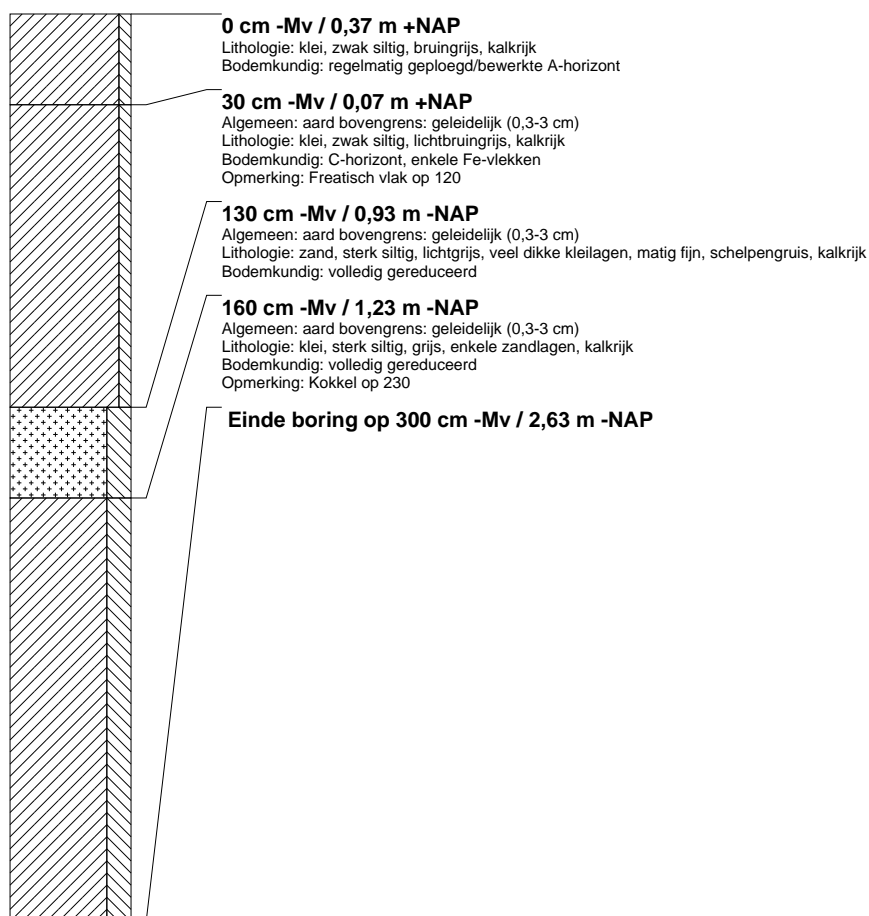 0 cm -Mv / 0,37 m +NAP
Lithologie: klei, zwak siltig, bruingrijs, kalkrijk
Bodemkundig: regelmatig geploegd/bewerkte A-horizont
30 cm -Mv / 0,07 m +NAP
Algemeen: aard bovengrens: geleidelijk (0,3-3 cm)
Lithologie: klei, zwak siltig, lichtbruingrijs, kalkrijk
Bodemkundig: C-horizont, enkele Fe-vlekken
Opmerking: Freatisch vlak op 120
130 cm -Mv / 0,93 m -NAP
Algemeen: aard bovengrens: geleidelijk (0,3-3 cm)
Lithologie: zand, sterk siltig, lichtgrijs, veel dikke kleilagen, matig fijn, schelpengruis, kalkrijk
Bodemkundig: volledig gereduceerd
160 cm -Mv / 1,23 m -NAP
Algemeen: aard bovengrens: geleidelijk (0,3-3 cm)
Lithologie: klei, sterk siltig, grijs, enkele zandlagen, kalkrijk
Bodemkundig: volledig gereduceerd
Opmerking: Kokkel op 230
Einde boring op 300 cm -Mv / 2,63 m -NAP